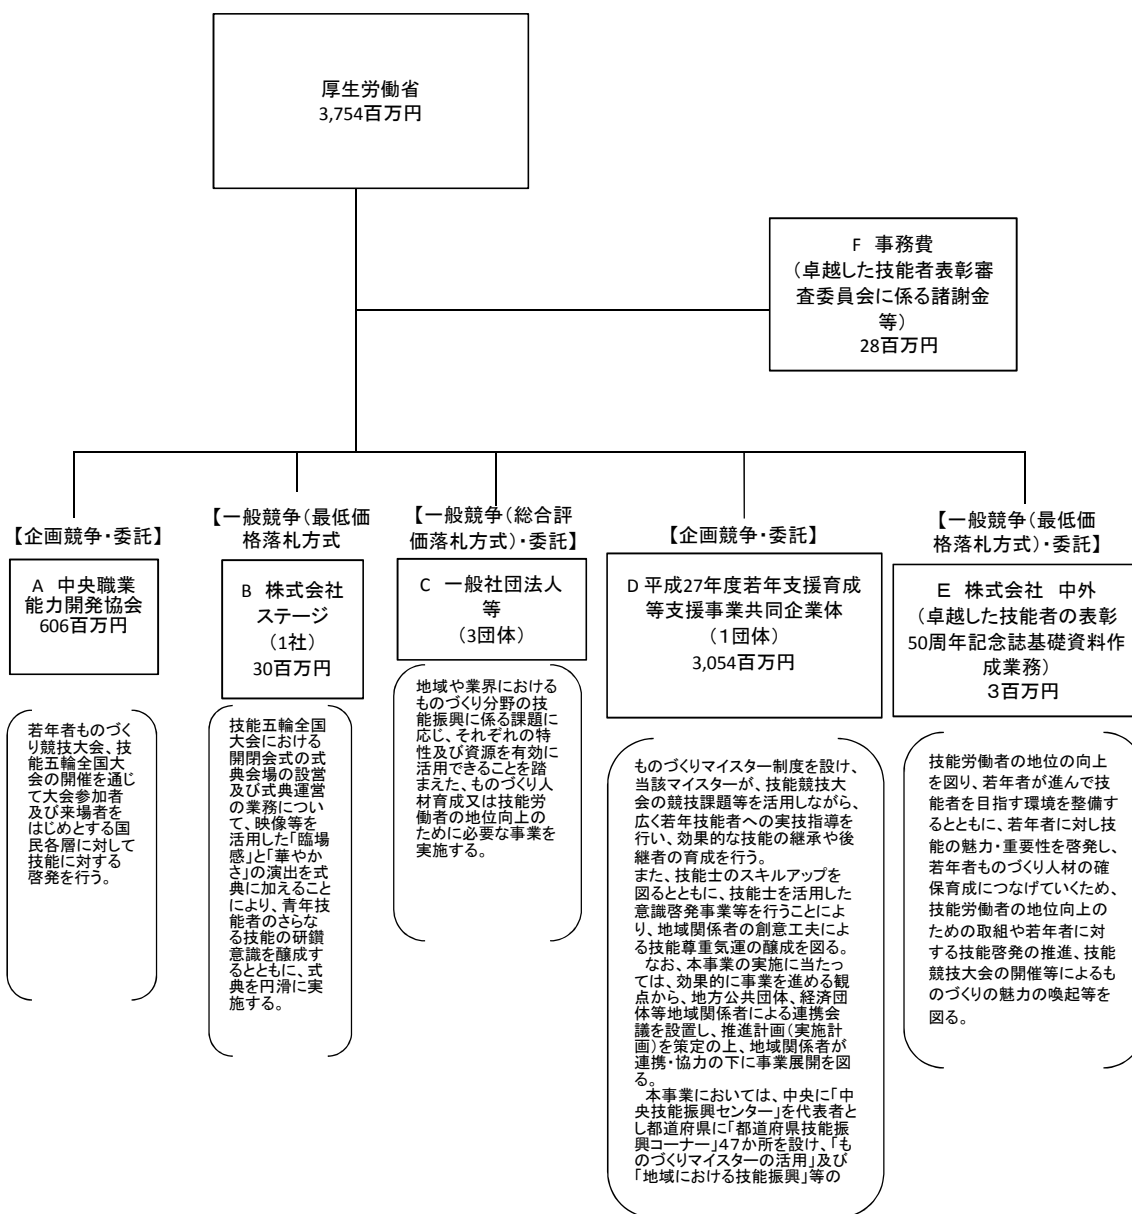 厚生労働省
3,754百万円
F 事務費
（卓越した技能者表彰審
査委員会に係る諸謝金
等）
28百万円
【企画競争・委託】
A 中央職業
能力開発協会
606百万円
若年者ものづく
り競技大会、技
能五輪全国大
会の開催を通じ
て大会参加者
及び来場者を
はじめとする国
民各層に対して
技能に対する
啓発を行う。
【一般競争（最低価
格落札方式
B 株式会社
ステージ
（1社）
30百万円
技能五輪全国
大会における
開閉会式の式
典会場の設営
及び式典運営
の業務につい
て、映像等を
活用した「臨場
感」と「華やか
さ」の演出を式
典に加えること
により、青年技
能者のさらな
る技能の研鑽
意識を醸成す
るとともに、式
典を円滑に実
施する。
【一般競争（総合評
価落札方式）・委託】
C 一般社団法人
等
（3団体）
地域や業界における
ものづくり分野の技
能振興に係る課題に
応じ、それぞれの特
性及び資源を有効に
活用できることを踏
まえた、ものづくり人
材育成又は技能労
働者の地位向上の
ために必要な事業を
実施する。
【企画競争・委託】
D 平成27年度若年支援育成
等支援事業共同企業体
（1団体）
3,054百万円
ものづくりマイスター制度を設け、
当該マイスターが、技能競技大
会の競技課題等を活用しながら、
広く若年技能者への実技指導を
行い、効果的な技能の継承や後
継者の育成を行う。
また、技能士のスキルアップを
図るとともに、技能士を活用した
意識啓発事業等を行うことによ
り、地域関係者の創意工夫によ
る技能尊重気運の醸成を図る。
なお、本事業の実施に当たっ
ては、効果的に事業を進める観
点から、地方公共団体、経済団
体等地域関係者による連携会
議を設置し、推進計画（実施計
画）を策定の上、地域関係者が
連携・協力の下に事業展開を図
る。
本事業においては、中央に「中
央技能振興センター」を代表者と
し都道府県に「都道府県技能振
興コーナー」47か所を設け、「も
のづくりマイスターの活用」及び
「地域における技能振興」等の
【一般競争（最低価
格落札方式）・委託】
E 株式会社 中外
（卓越した技能者の表彰
50周年記念誌基礎資料作
成業務）
３百万円
技能労働者の地位の向上
を図り、若年者が進んで技
能者を目指す環境を整備す
るとともに、若年者に対し技
能の魅力・重要性を啓発し、
若年者ものづくり人材の確
保育成につなげていくため、
技能労働者の地位向上の
ための取組や若年者に対
する技能啓発の推進、技能
競技大会の開催等によるも
のづくりの魅力の喚起等を
図る。